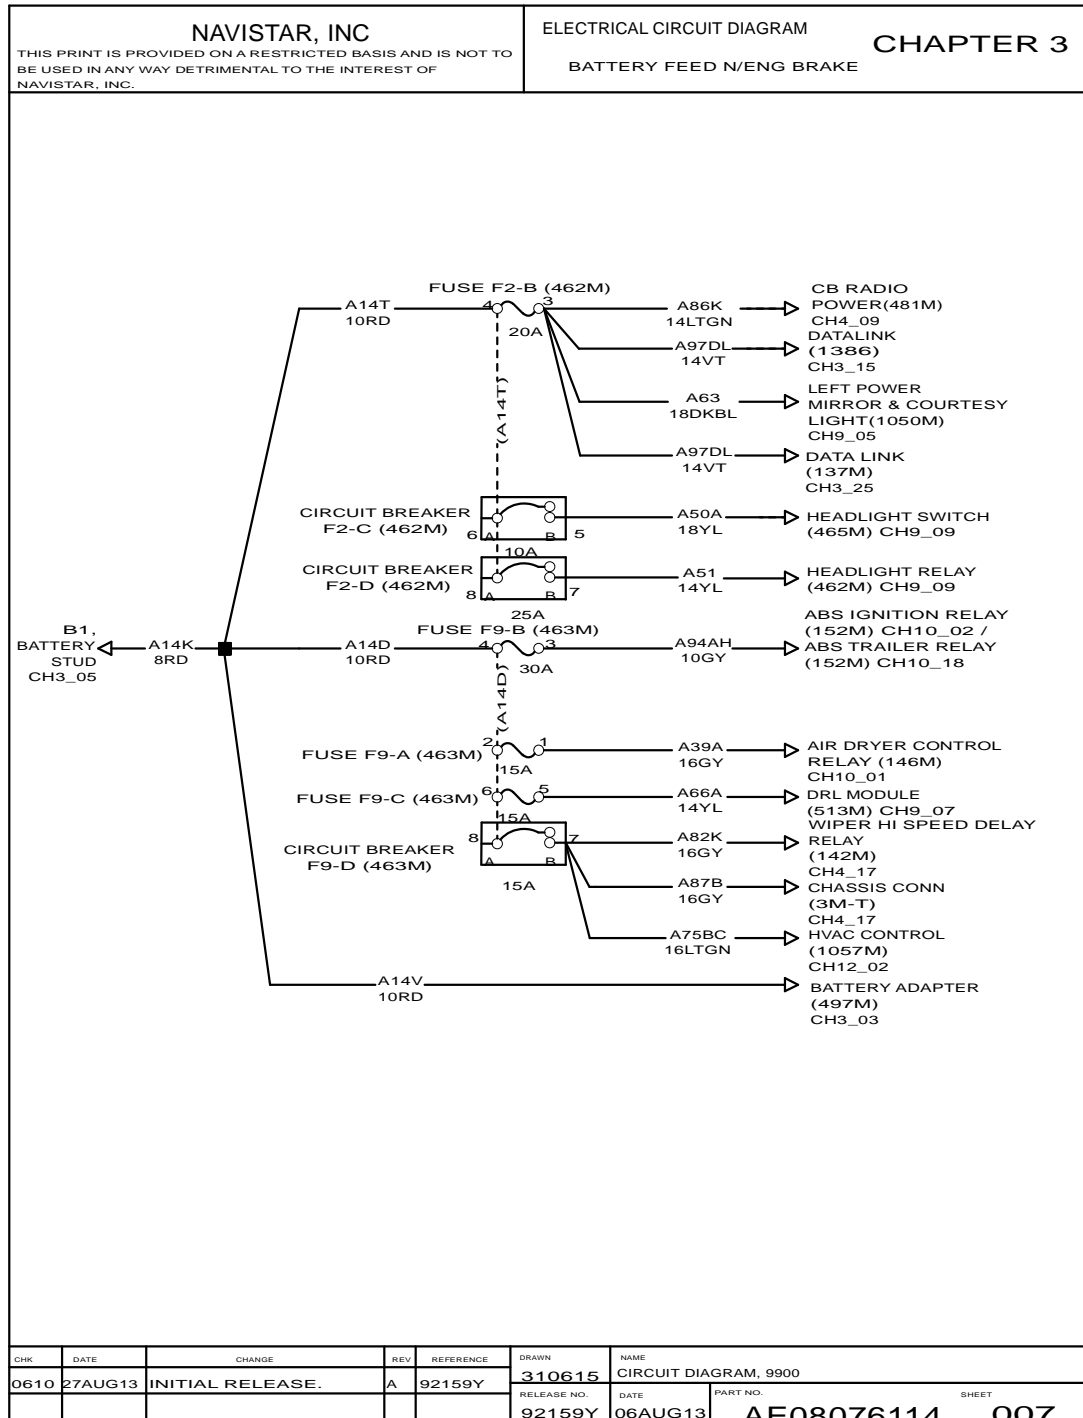 NAVISTAR, INC
THIS PRINT IS PROVIDED ON A RESTRICTED BASIS AND IS NOT TO
BE USED IN ANY WAY DETRIMENTAL TO THE INTEREST OF
NAVISTAR, INC.
ELECTRICAL CIRCUIT DIAGRAM
BATTERY FEED N/ENG BRAKE
CHAPTER 3
FUSE F2-B (462M)
A14T
10RD
4
3
20A
A86K
14LTGN
CB RADIO
POWER(481M)
CH4_09
A97DL
14VT
DATALINK
(1386)
CH3_15
(A14T)
A63
18DKBL
LEFT POWER
MIRROR & COURTESY
LIGHT(1050M)
CH9_05
A97DL
14VT
DATA LINK
(137M)
CH3_25
CIRCUIT BREAKER
F2-C (462M)
6
A
B
5
10A
A50A
18YL
HEADLIGHT SWITCH
(465M) CH9_09
CIRCUIT BREAKER
F2-D (462M)
8
A
B
7
25A
A51
14YL
HEADLIGHT RELAY
(462M) CH9_09
B1,
BATTERY
STUD
CH3_05
A14K
8RD
A14D
10RD
FUSE F9-B (463M)
4
3
30A
A94AH
10GY
ABS IGNITION RELAY
(152M) CH10_02 /
ABS TRAILER RELAY
(152M) CH10_18
(A14D)
FUSE F9-A (463M)
2
1
15A
A39A
16GY
AIR DRYER CONTROL
RELAY (146M)
CH10_01
FUSE F9-C (463M)
6
5
15A
A66A
14YL
DRL MODULE
(513M) CH9_07
CIRCUIT BREAKER
F9-D (463M)
8
A
B
7
15A
A82K
16GY
WIPER HI SPEED DELAY
RELAY
(142M)
CH4_17
A87B
16GY
CHASSIS CONN
(3M-T)
CH4_17
A75BC
16LTGN
HVAC CONTROL
(1057M)
CH12_02
A14V
10RD
BATTERY ADAPTER
(497M)
CH3_03
CHK DATE CHANGE REV REFERENCE
0610 27AUG13 INITIAL RELEASE. A 92159Y
DRAWN
310615
NAME
CIRCUIT DIAGRAM, 9900
RELEASE NO.
92159Y
DATE
06AUG13
PART NO.
AE08076114
SHEET
007